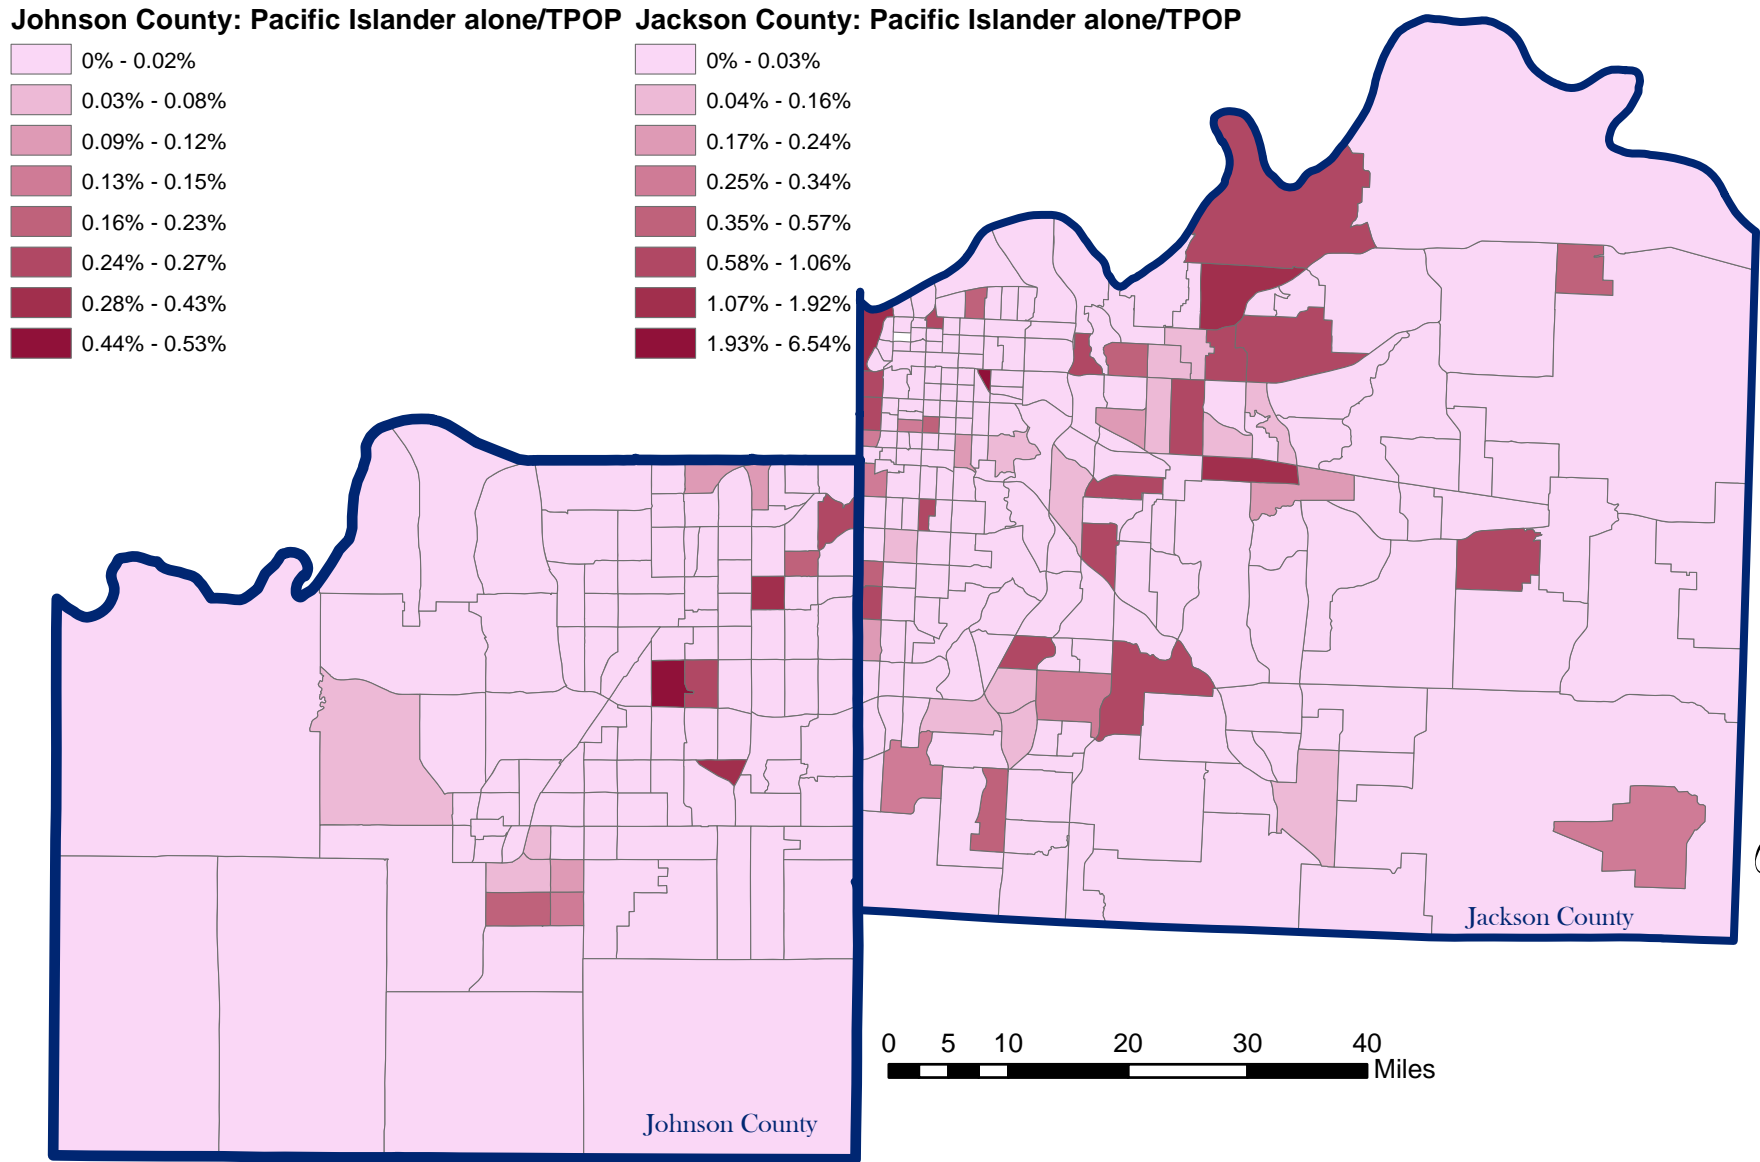 Johnson County: Pacific Islander alone/TPOP
0% - 0.02%
0.03% - 0.08%
0.09% - 0.12%
0.13% - 0.15%
0.16% - 0.23%
0.24% - 0.27%
0.28% - 0.43%
0.44% - 0.53%
Jackson County: Pacific Islander alone/TPOP
0% - 0.03%
0.04% - 0.16%
0.17% - 0.24%
0.25% - 0.34%
0.35% - 0.57%
0.58% - 1.06%
1.07% - 1.92%
1.93% - 6.54%
Jackson County
0 5 10 20 30 40
Miles
Johnson County